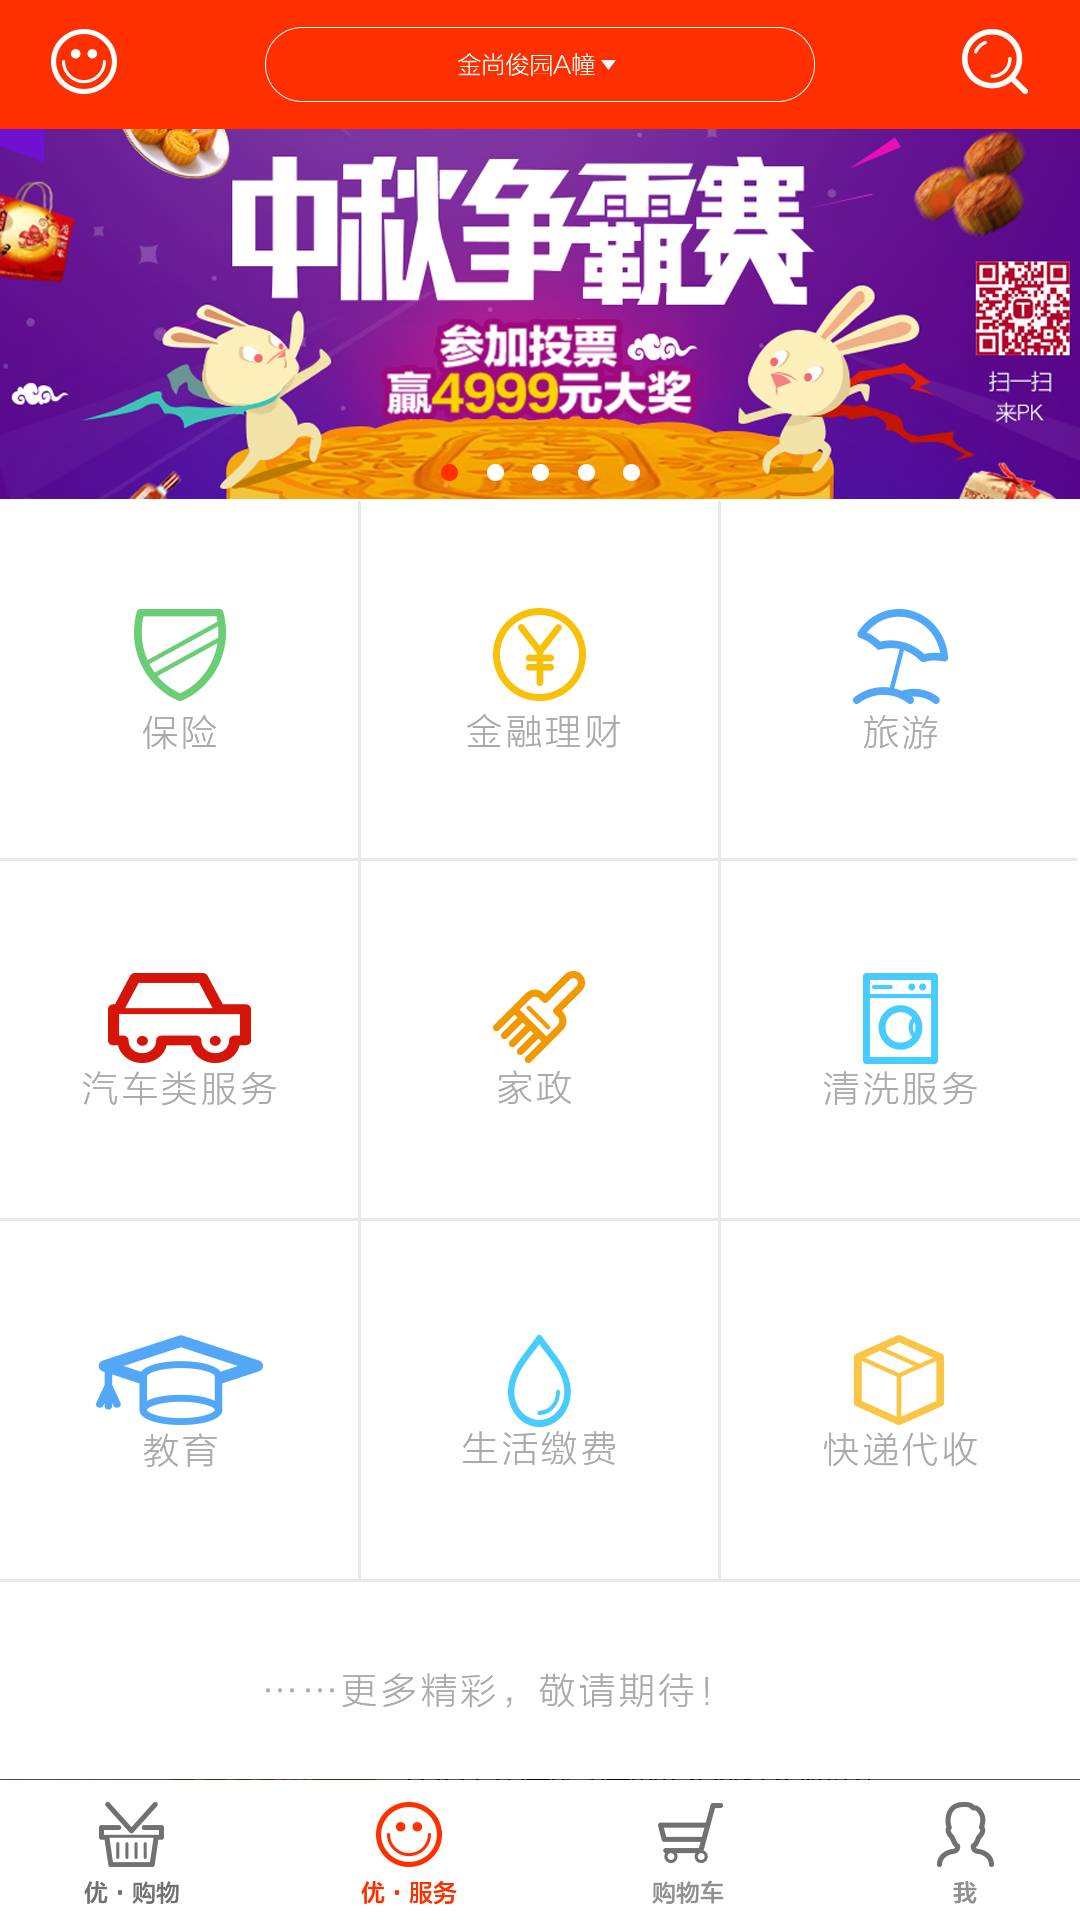 金尚俊园A幢
中秋争霸赛
参加投票
赢4999元大奖
扫一扫
来PK
保险
金融理财
旅游
汽车类服务
家政
清洗服务
教育
生活缴费
快递代收
……更多精彩，敬请期待！
优·购物
优·服务
购物车
我